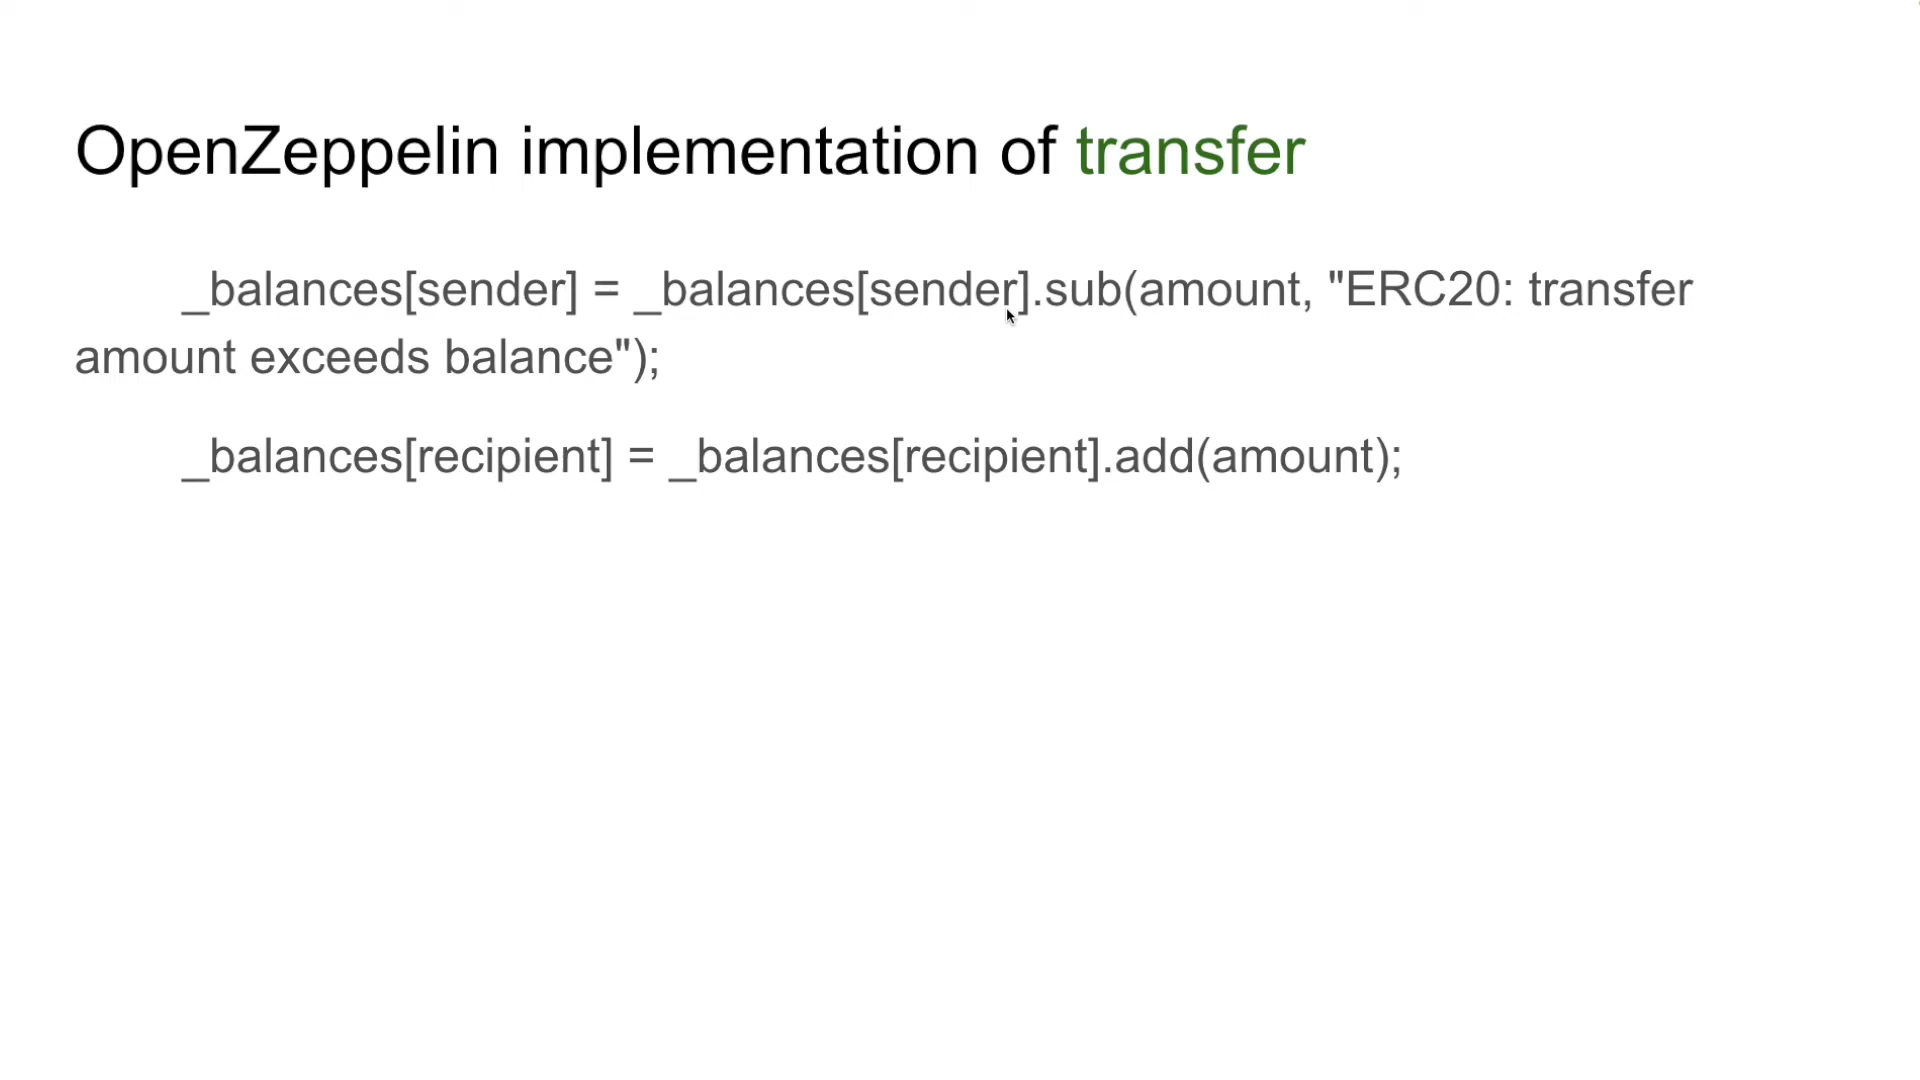 OpenZeppelin implementation of transfer
_balances[sender] = _balances[sender].sub(amount, "ERC20: transfer
amount exceeds balance");
_balances[recipient] = _balances[recipient].add(amount);